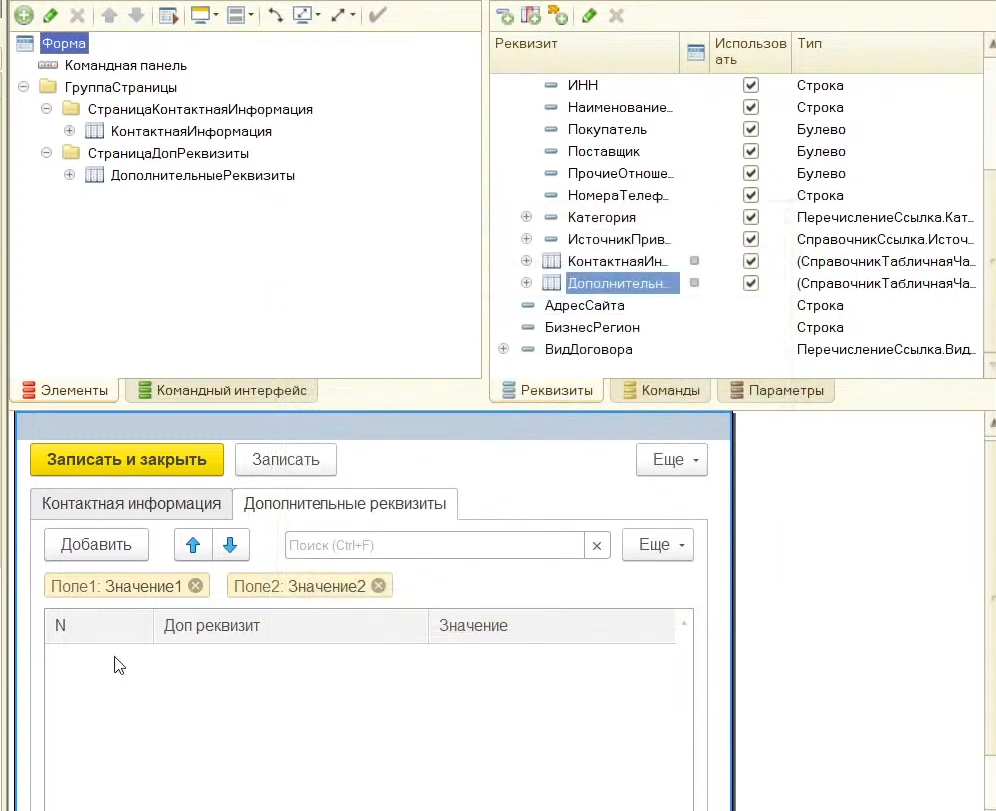 Форма
Командная панель
ГруппаСтраницы
СтраницаКонтактнаяИнформация
КонтактнаяИнформация
СтраницаДопРеквизиты
ДополнительныеРеквизиты
Элементы
Командный интерфейс
Реквизит Использов Тип
ать
ИНН Строка
Наименование... Строка
Покупатель Булево
Поставщик Булево
ПрочиеОтноше... Булево
НомераТелеф... Строка
Категория ПеречислениеСсылка.Кат...
ИсточникПрив... СправочникСсылка.Источ...
КонтактнаяИн... (СправочникТабличнаяЧа...
Дополнительн... (СправочникТабличнаяЧа...
АдресСайта Строка
БизнесРегион Строка
ВидДоговора ПеречислениеСсылка.Вид...
Реквизиты
Команды
Параметры
Записать и закрыть Записать Еще
Контактная информация Дополнительные реквизиты
Добавить Поиск (Ctrl+F) × Еще
Поле1: Значение1 Поле2: Значение2
N Доп реквизит Значение